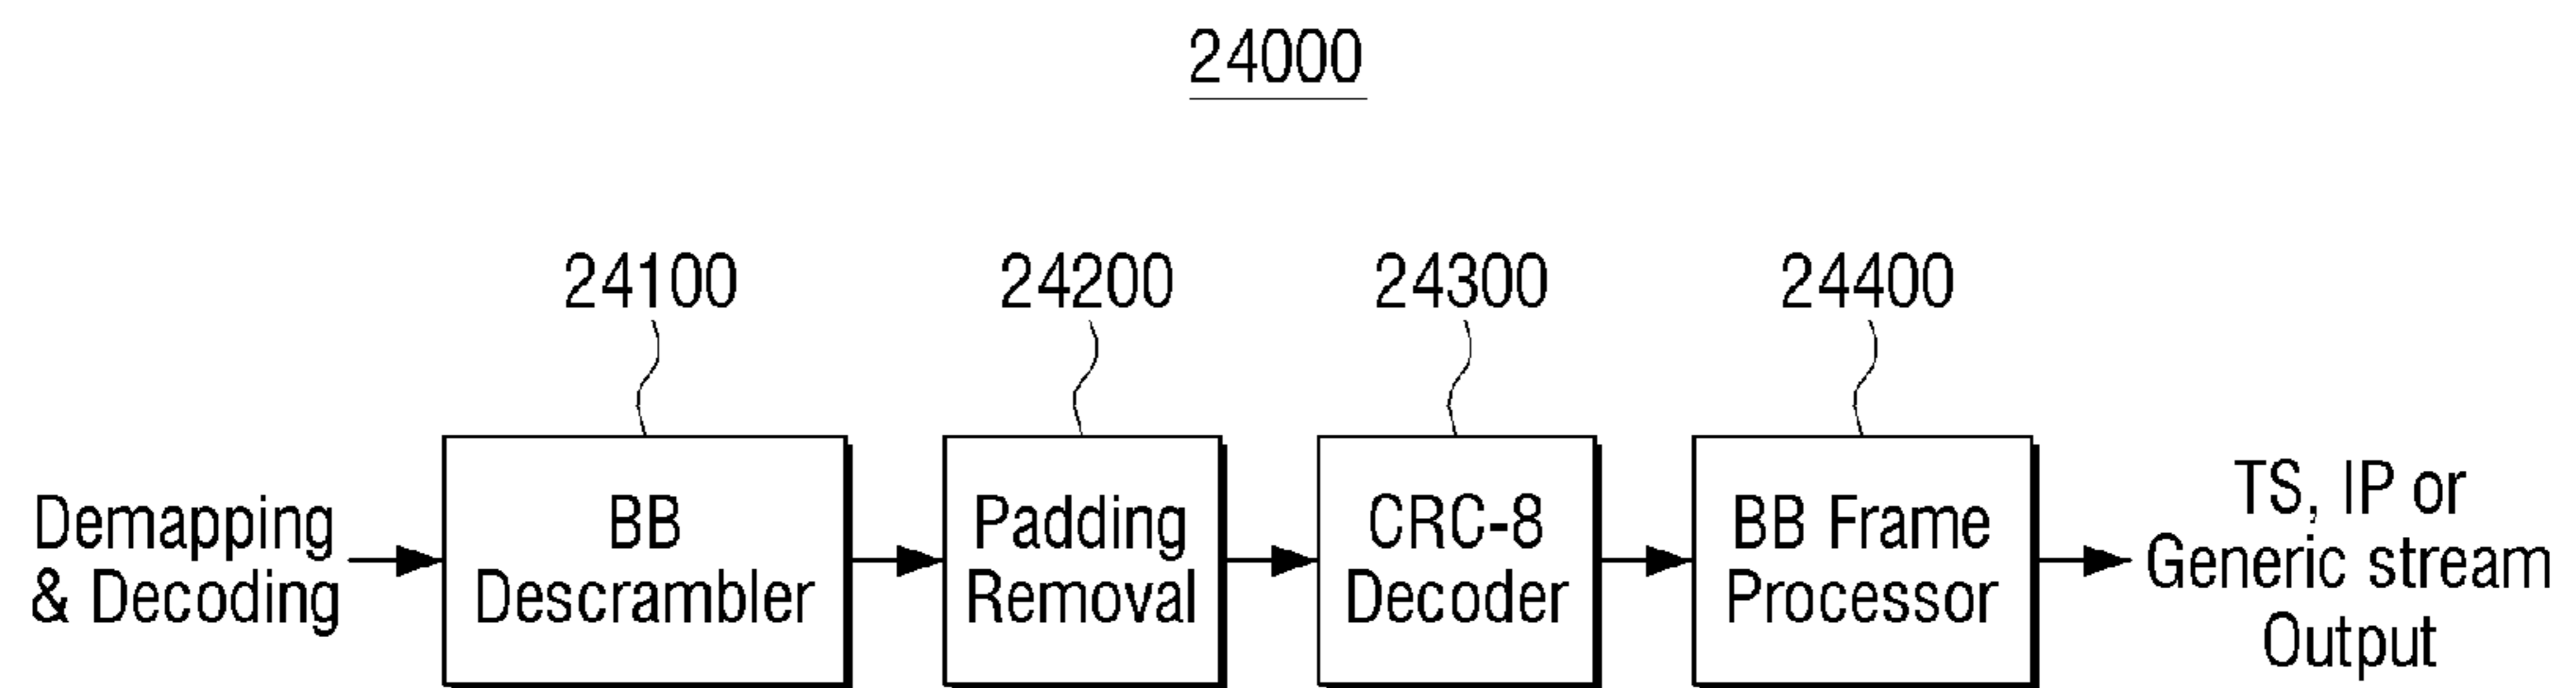 24000
24100
24200
24300
24400
Demapping
& Decoding
BB
Descrambler
Padding
Removal
CRC-8
Decoder
BB Frame
Processor
TS, IP or
Generic stream
Output